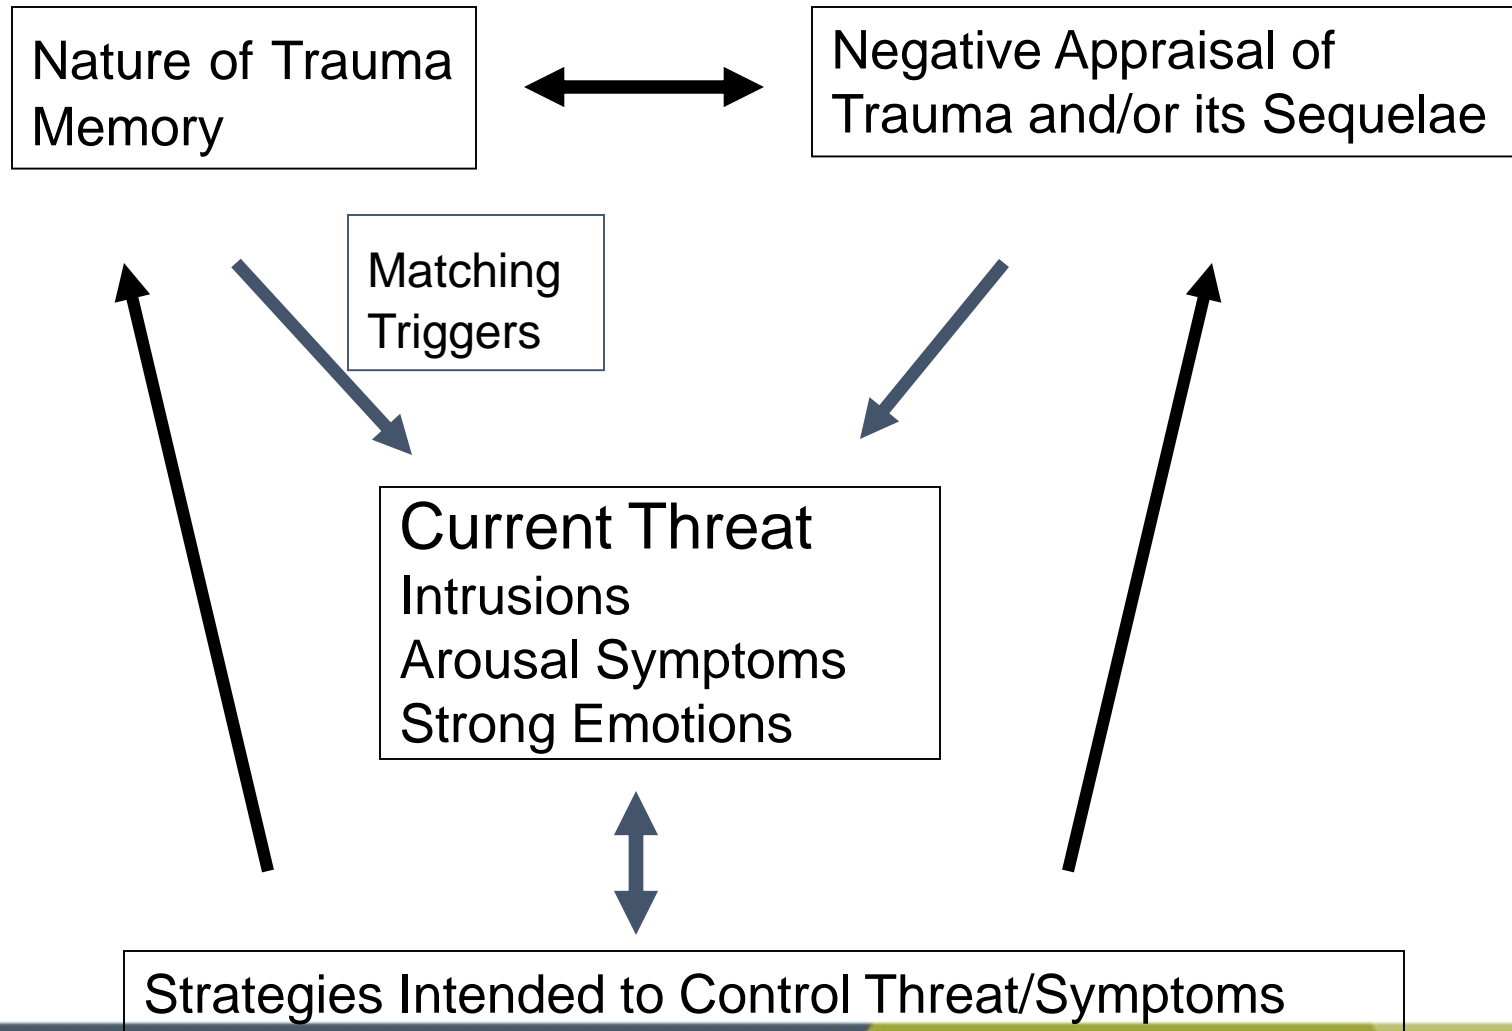 Nature of Trauma
Memory
Negative Appraisal of
Trauma and/or its Sequelae
Matching
Triggers
Current Threat
Intrusions
Arousal Symptoms
Strong Emotions
Strategies Intended to Control Threat/Symptoms